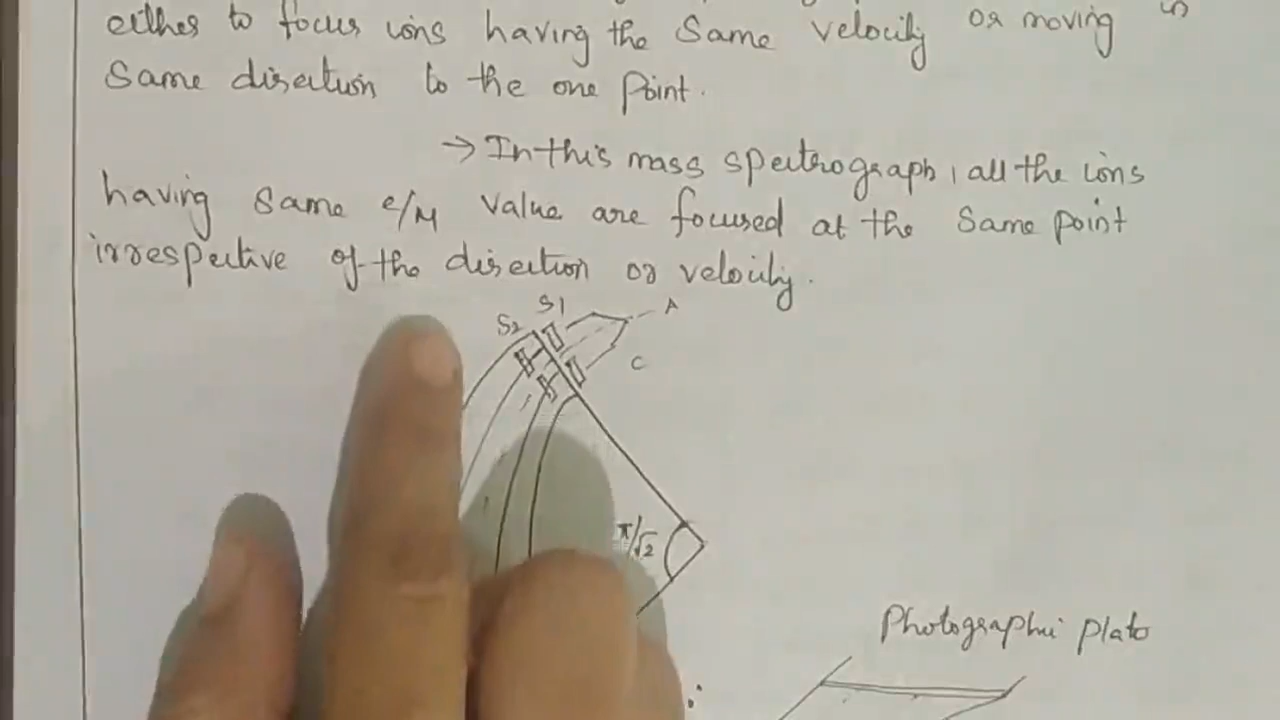 either to focus ions having the same velocity or moving in
same direction to the one point.
→ In this mass spectrograph, all the ions
having same e/M value are focused at the same point
irrespective of the direction or velocity.
S1
A
S2
C
π/√2
Photographic plate